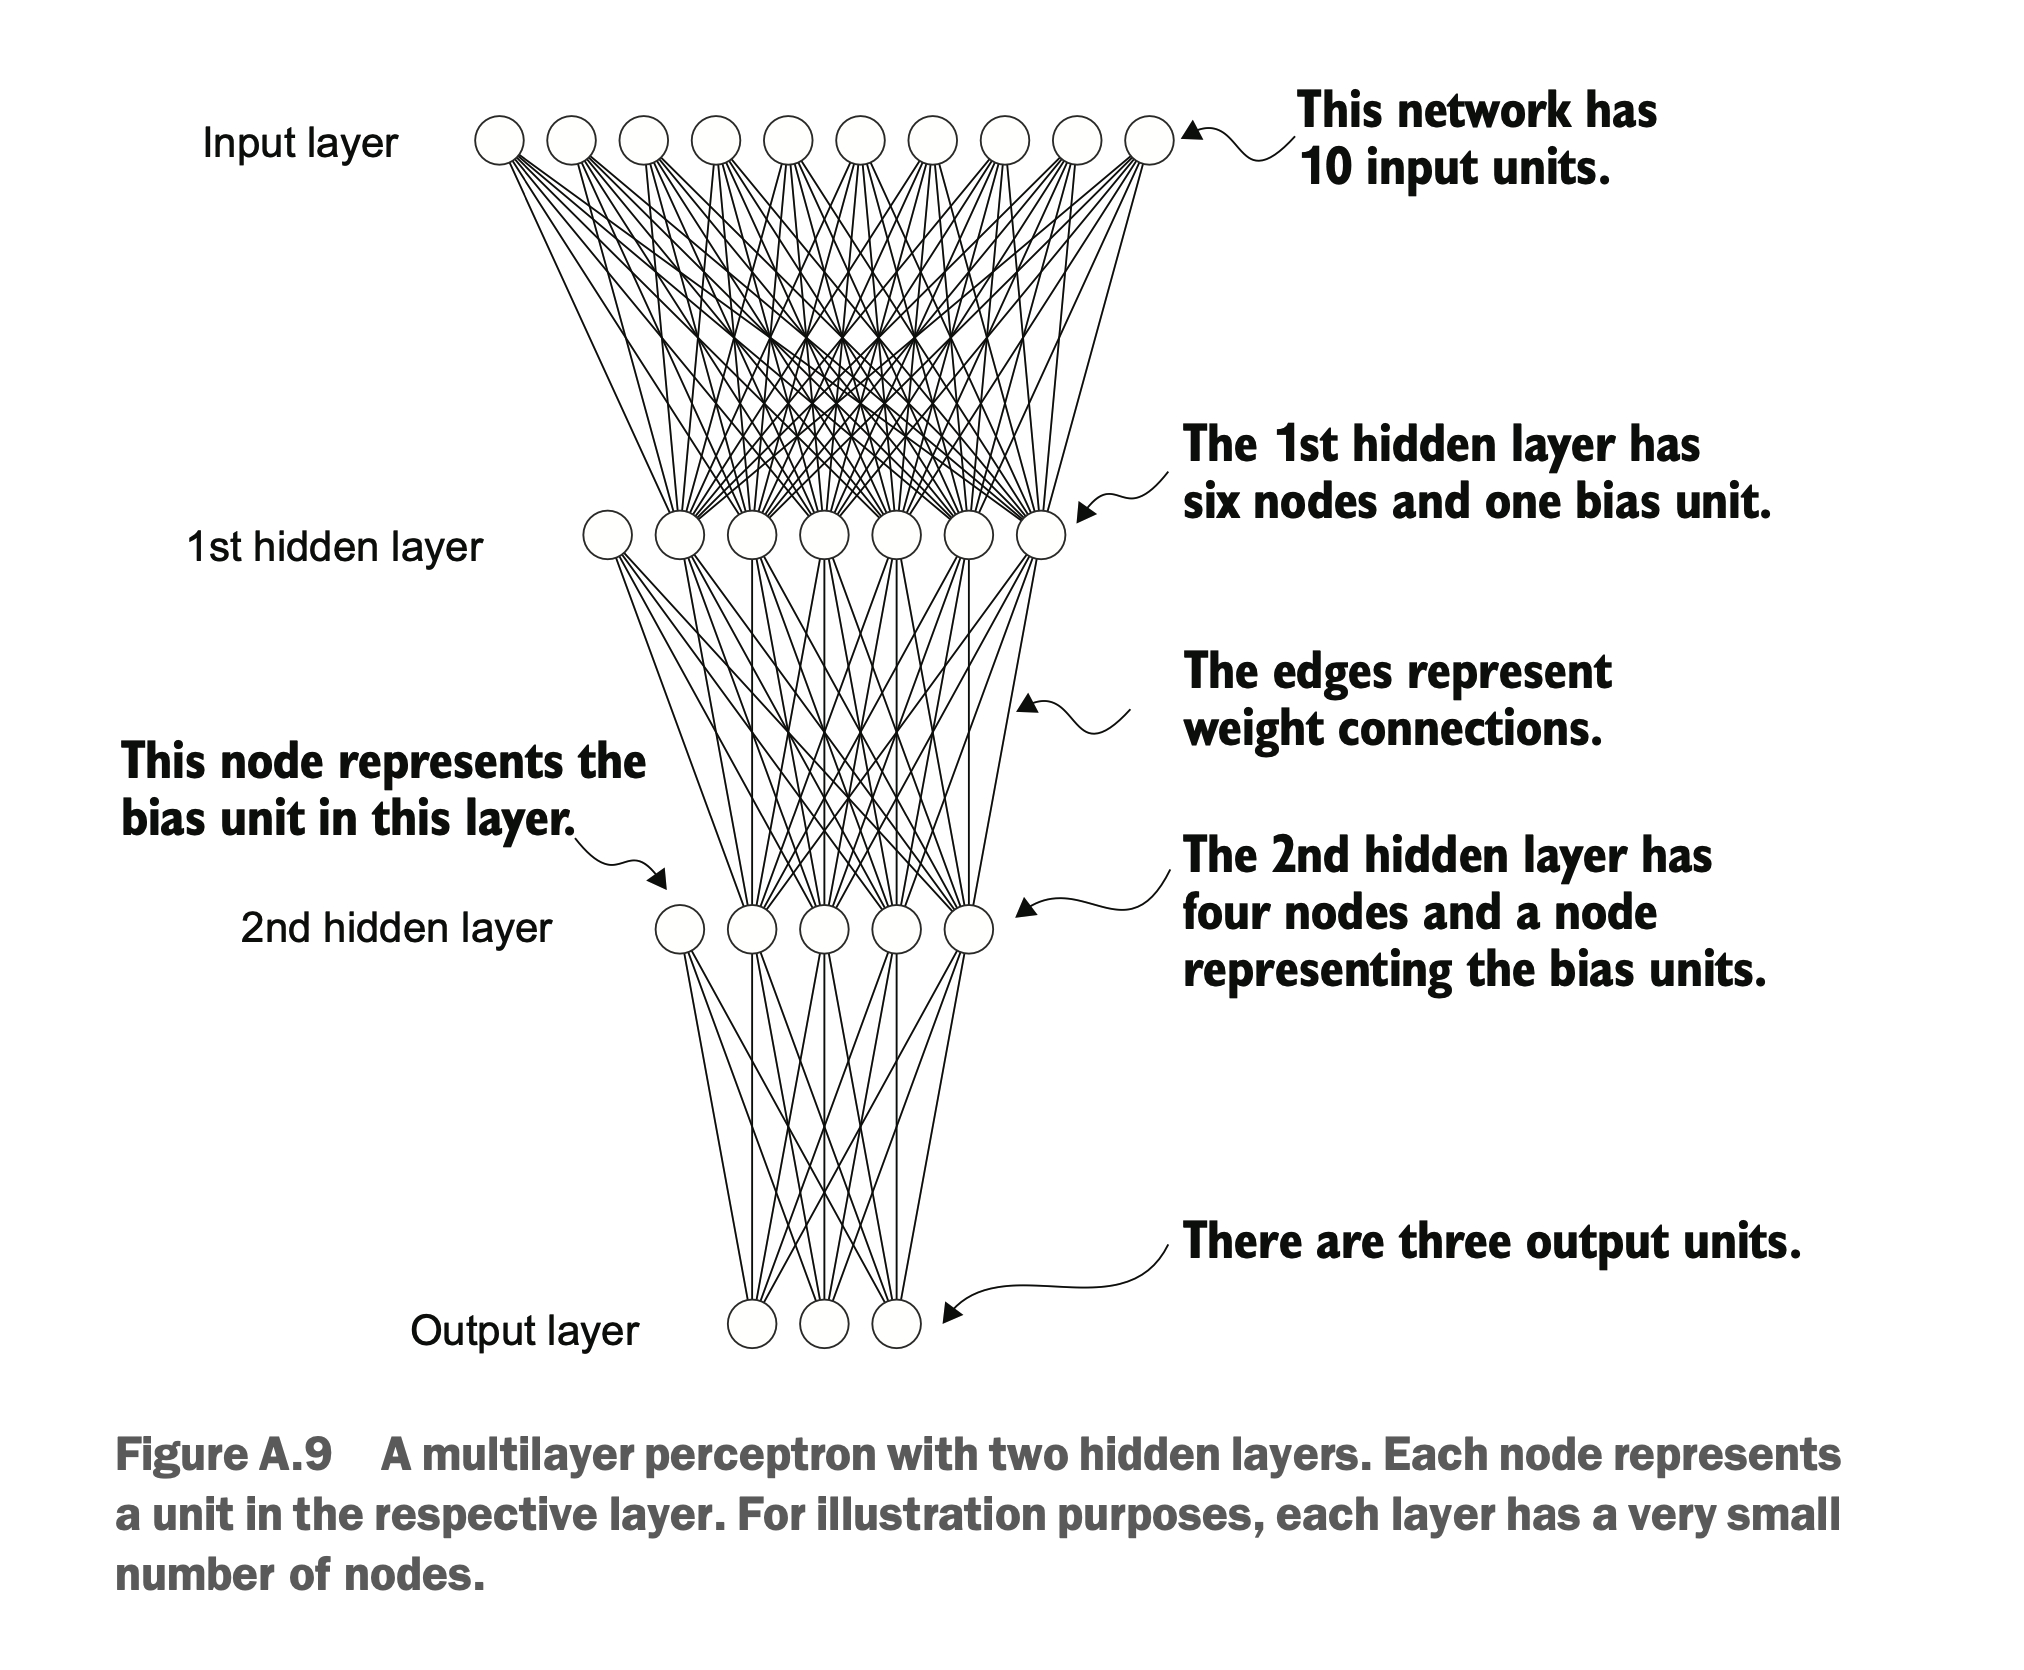 Input layer
This network has
10 input units.
1st hidden layer
The 1st hidden layer has
six nodes and one bias unit.
The edges represent
weight connections.
This node represents the
bias unit in this layer.
2nd hidden layer
The 2nd hidden layer has
four nodes and a node
representing the bias units.
There are three output units.
Output layer
Figure A.9 A multilayer perceptron with two hidden layers. Each node represents
a unit in the respective layer. For illustration purposes, each layer has a very small
number of nodes.